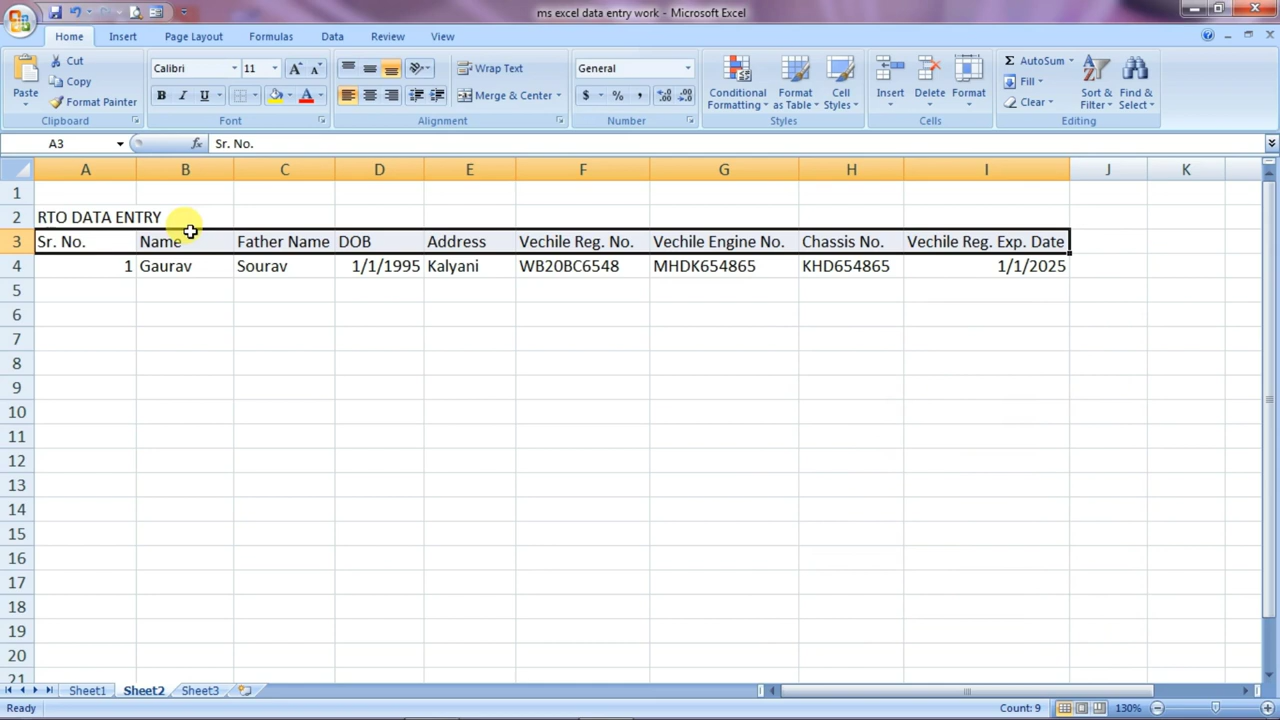 ms excel data entry work - Microsoft Excel
Home Insert Page Layout Formulas Data Review View
Paste Cut Copy Format Painter Clipboard
Calibri 11 A A B I U A Font
Wrap Text Merge & Center Alignment
General $ % , Number
Conditional Formatting Format as Table Cell Styles Styles
Insert Delete Format Cells
Σ AutoSum Fill Clear Sort & Filter Find & Select Editing
A3 fx Sr. No.
A B C D E F G H I J K
1
2 RTO DATA ENTRY
3 Sr. No. Name Father Name DOB Address Vechile Reg. No. Vechile Engine No. Chassis No. Vechile Reg. Exp. Date
4 1 Gaurav Sourav 1/1/1995 Kalyani WB20BC6548 MHDK654865 KHD654865 1/1/2025
5
6
7
8
9
10
11
12
13
14
15
16
17
18
19
20
21
Sheet1 Sheet2 Sheet3
Ready Count: 9 130%